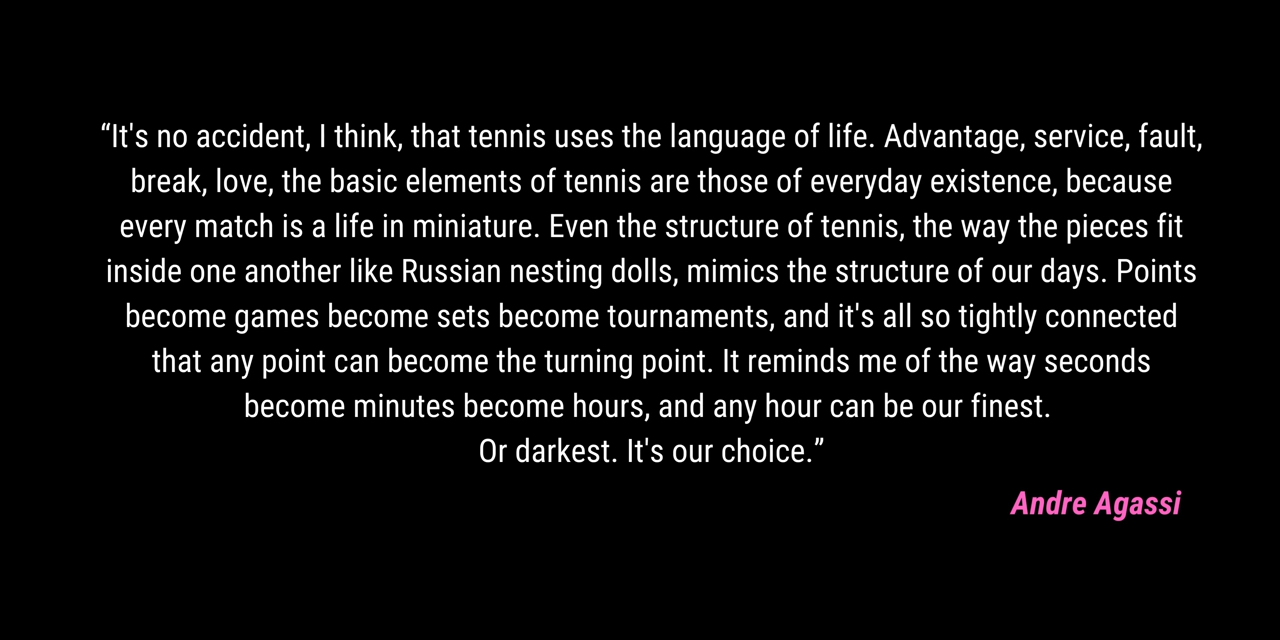 “It's no accident, I think, that tennis uses the language of life. Advantage, service, fault,
break, love, the basic elements of tennis are those of everyday existence, because
every match is a life in miniature. Even the structure of tennis, the way the pieces fit
inside one another like Russian nesting dolls, mimics the structure of our days. Points
become games become sets become tournaments, and it's all so tightly connected
that any point can become the turning point. It reminds me of the way seconds
become minutes become hours, and any hour can be our finest.
Or darkest. It's our choice.”
Andre Agassi